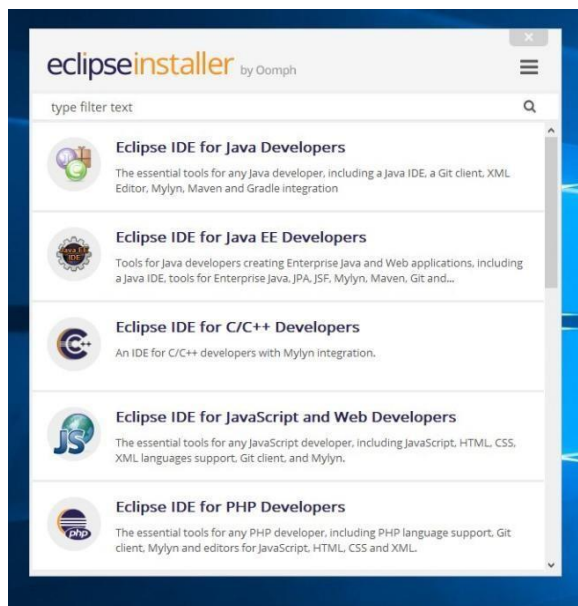 eclipseinstaller by Oomph
type filter text
Eclipse IDE for Java Developers
The essential tools for any Java developer, including a Java IDE, a Git client, XML
Editor, Mylyn, Maven and Gradle integration
Java EE
IDE
Eclipse IDE for Java EE Developers
Tools for Java developers creating Enterprise Java and Web applications, including
a Java IDE, tools for Enterprise Java, JPA, JSF, Mylyn, Maven, Git and...
C++
Eclipse IDE for C/C++ Developers
An IDE for C/C++ developers with Mylyn integration.
JS
Eclipse IDE for JavaScript and Web Developers
The essential tools for any JavaScript developer, including JavaScript, HTML, CSS,
XML languages support, Git client, and Mylyn.
php
Eclipse IDE for PHP Developers
The essential tools for any PHP developer, including PHP language support, Git
client, Mylyn and editors for JavaScript, HTML, CSS and XML.